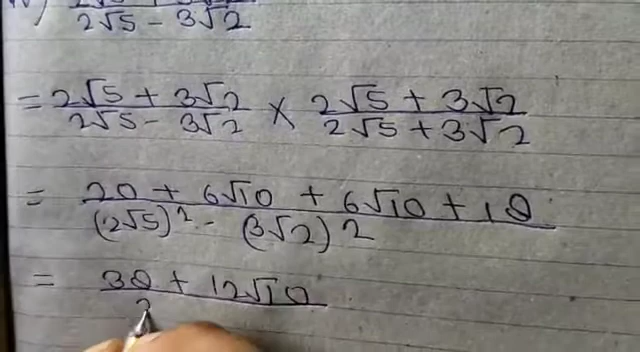 2√5 - 3√2
= 2√5 + 3√2 / 2√5 - 3√2 × 2√5 + 3√2 / 2√5 + 3√2
= 20 + 6√10 + 6√10 + 18 / (2√5)² - (3√2)²
= 38 + 12√10 / 2